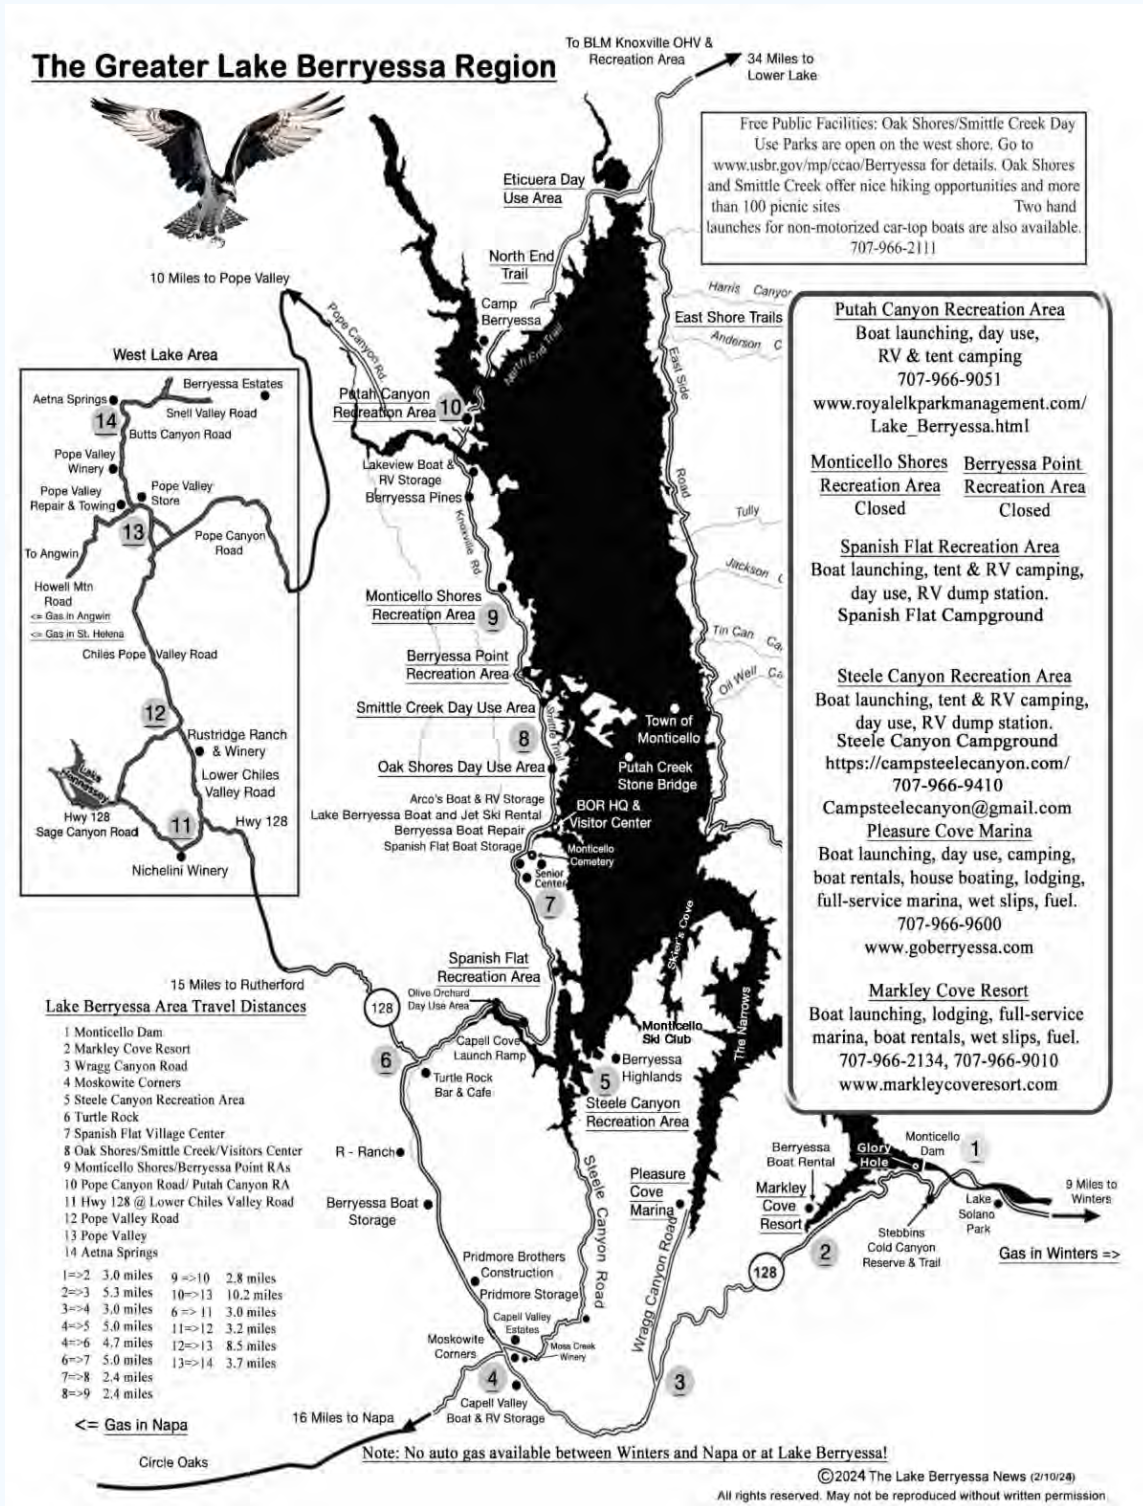 The Greater Lake Berryessa Region
To BLM Knoxville OHV &
Recreation Area
34 Miles to
Lower Lake
Free Public Facilities: Oak Shores/Smittle Creek Day
Use Parks are open on the west shore. Go to
www.usbr.gov/mp/ccao/Berryessa for details. Oak Shores
and Smittle Creek offer nice hiking opportunities and more
than 100 picnic sites Two hand
launches for non-motorized car-top boats are also available.
707-966-2111
Eticuera Day
Use Area
North End
Trail
Camp
Berryessa
North End Trail
10 Miles to Pope Valley
Pope Canyon Rd.
Harris Canyon
East Shore Trails
Anderson C
East Side
Road
Tully
Jackson C
Tin Can Ca
Oil Well Ca
Putah Canyon
Recreation Area
10
Lakeview Boat &
RV Storage
Berryessa Pines
Knoxville Rd.
Monticello Shores
Recreation Area
9
Berryessa Point
Recreation Area
Smittle Creek Day Use Area
Smittle Trail
8
Oak Shores Day Use Area
Town of
Monticello
Putah Creek
Stone Bridge
Arco's Boat & RV Storage
Lake Berryessa Boat and Jet Ski Rental
Berryessa Boat Repair
Spanish Flat Boat Storage
BOR HQ &
Visitor Center
Monticello
Cemetery
Senior
Center
7
Skier's Cove
The Narrows
Spanish Flat
Recreation Area
Olive Orchard
Day Use Area
Capell Cove
Launch Ramp
Monticello
Ski Club
Berryessa
Highlands
5
Steele Canyon
Recreation Area
West Lake Area
Berryessa Estates
Aetna Springs
Snell Valley Road
14
Butts Canyon Road
Pope Valley
Winery
Pope Valley
Repair & Towing
Pope Valley
Store
13
Pope Canyon
Road
To Angwin
Howell Mtn
Road
<= Gas in Angwin
<= Gas in St. Helena
Chiles Pope Valley Road
12
Rustridge Ranch
& Winery
Lake
Hennessey
Lower Chiles
Valley Road
Hwy 128
Sage Canyon Road
11
Hwy 128
Nichelini Winery
Putah Canyon Recreation Area
Boat launching, day use,
RV & tent camping
707-966-9051
www.royalelkparkmanagement.com/
Lake_Berryessa.html
Monticello Shores
Recreation Area
Closed
Berryessa Point
Recreation Area
Closed
Spanish Flat Recreation Area
Boat launching, tent & RV camping,
day use, RV dump station.
Spanish Flat Campground
Steele Canyon Recreation Area
Boat launching, tent & RV camping,
day use, RV dump station.
Steele Canyon Campground
https://campsteelecanyon.com/
707-966-9410
Campsteelecanyon@gmail.com
Pleasure Cove Marina
Boat launching, day use, camping,
boat rentals, house boating, lodging,
full-service marina, wet slips, fuel.
707-966-9600
www.goberryessa.com
Markley Cove Resort
Boat launching, lodging, full-service
marina, boat rentals, wet slips, fuel.
707-966-2134, 707-966-9010
www.markleycoveresort.com
15 Miles to Rutherford
Lake Berryessa Area Travel Distances
1 Monticello Dam
2 Markley Cove Resort
3 Wragg Canyon Road
4 Moskowite Corners
5 Steele Canyon Recreation Area
6 Turtle Rock
7 Spanish Flat Village Center
8 Oak Shores/Smittle Creek/Visitors Center
9 Monticello Shores/Berryessa Point RAs
10 Pope Canyon Road/ Putah Canyon RA
11 Hwy 128 @ Lower Chiles Valley Road
12 Pope Valley Road
13 Pope Valley
14 Aetna Springs
1=>2 3.0 miles 9 =>10 2.8 miles
2=>3 5.3 miles 10=>13 10.2 miles
3=>4 3.0 miles 6 => 11 3.0 miles
4=>5 5.0 miles 11=>12 3.2 miles
4=>6 4.7 miles 12=>13 8.5 miles
6=>7 5.0 miles 13=>14 3.7 miles
7=>8 2.4 miles
8=>9 2.4 miles
<= Gas in Napa
Circle Oaks
16 Miles to Napa
128
6
Turtle Rock
Bar & Cafe
R - Ranch
Berryessa Boat
Storage
Pridmore Brothers
Construction
Pridmore Storage
Capell Valley
Estates
Moskowite
Corners
Moss Creek
Winery
4
Capell Valley
Boat & RV Storage
Steele Canyon Road
Pleasure
Cove
Marina
Wragg Canyon Road
3
Berryessa
Boat Rental
Markley
Cove
Resort
Glory
Hole
Monticello
Dam
1
2
128
Stebbins
Cold Canyon
Reserve & Trail
Lake
Solano
Park
9 Miles to
Winters
Gas in Winters =>
Note: No auto gas available between Winters and Napa or at Lake Berryessa!
©2024 The Lake Berryessa News (2/10/24)
All rights reserved. May not be reproduced without written permission